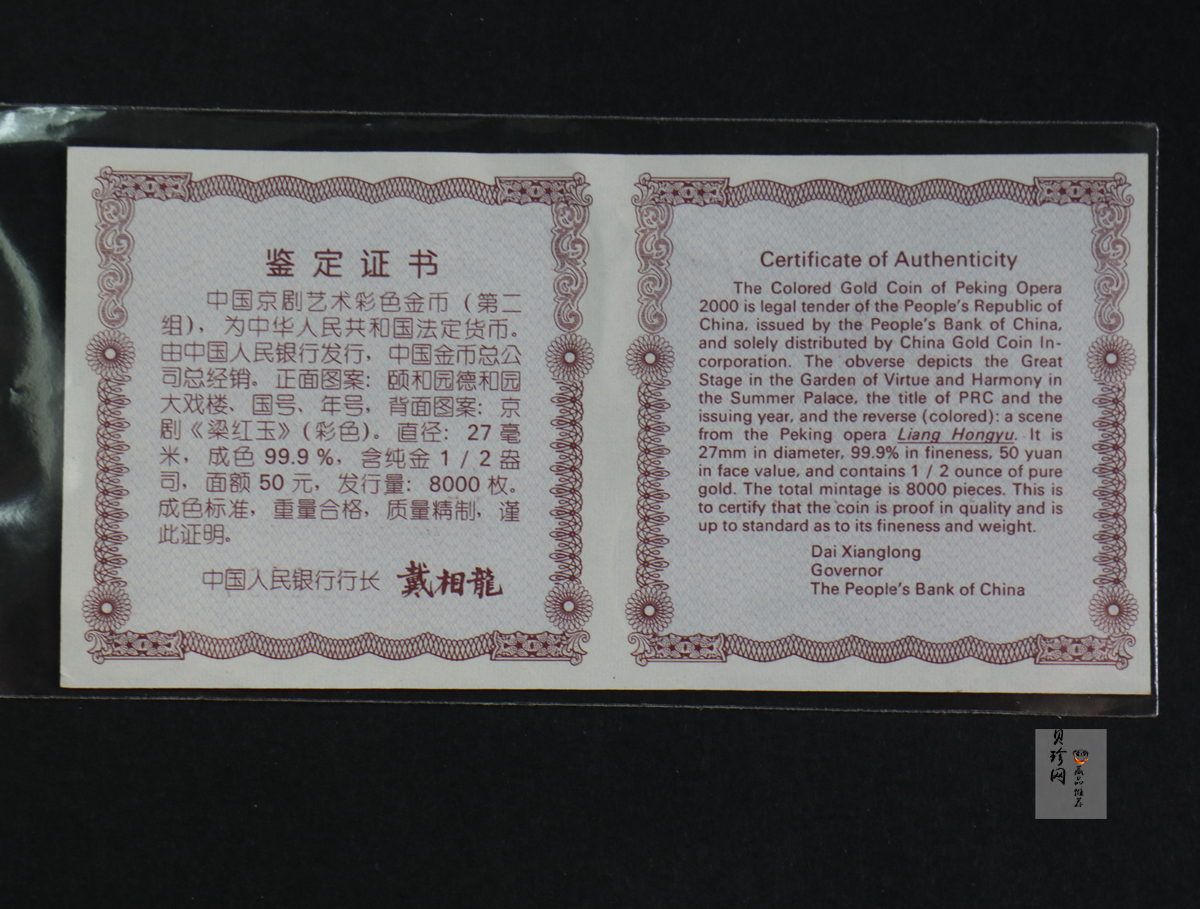 鉴定证书
中国京剧艺术彩色金币（第二
组），为中华人民共和国法定货币。
由中国人民银行发行，中国金币总公
司总经销。正面图案：颐和园德和园
大戏楼、国号、年号，背面图案：京
剧《梁红玉》（彩色）。直径：27毫
米，成色99.9％，含纯金1/2盎
司，面额50元，发行量：8000枚。
成色标准，重量合格，质量精制，谨
此证明。
中国人民银行行长 戴相龍
Certificate of Authenticity
The Colored Gold Coin of Peking Opera
2000 is legal tender of the People's Republic of
China, issued by the People's Bank of China,
and solely distributed by China Gold Coin In-
corporation. The obverse depicts the Great
Stage in the Garden of Virtue and Harmony in
the Summer Palace, the title of PRC and the
issuing year, and the reverse (colored): a scene
from the Peking opera Liang Hongyu. It is
27mm in diameter, 99.9% in fineness, 50 yuan
in face value, and contains 1 / 2 ounce of pure
gold. The total mintage is 8000 pieces. This is
to certify that the coin is proof in quality and is
up to standard as to its fineness and weight.
Dai Xianglong
Governor
The People's Bank of China
贝珍网
藏品推荐